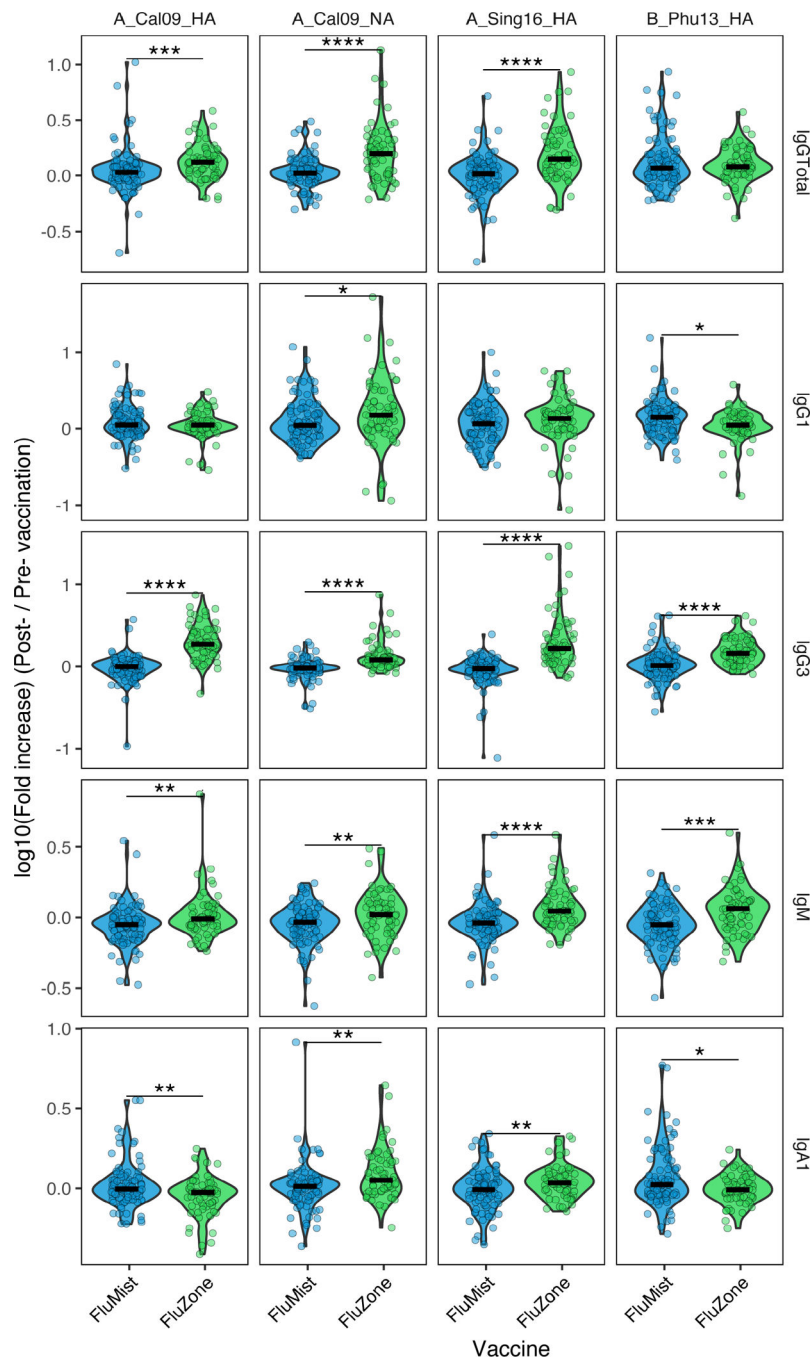 A_Cal09_HA A_Cal09_NA A_Sing16_HA B_Phu13_HA
*** **** ****
1.0
0.5
0.0
-0.5
IgGTotal
* *
1
0
-1
IgG1
**** **** **** ****
1
0
-1
IgG3
** ** **** ***
0.5
0.0
-0.5
IgM
** ** ** *
1.0
0.5
0.0
IgA1
log10(Fold increase) (Post- / Pre- vaccination)
FluMist FluZone FluMist FluZone FluMist FluZone FluMist FluZone
Vaccine